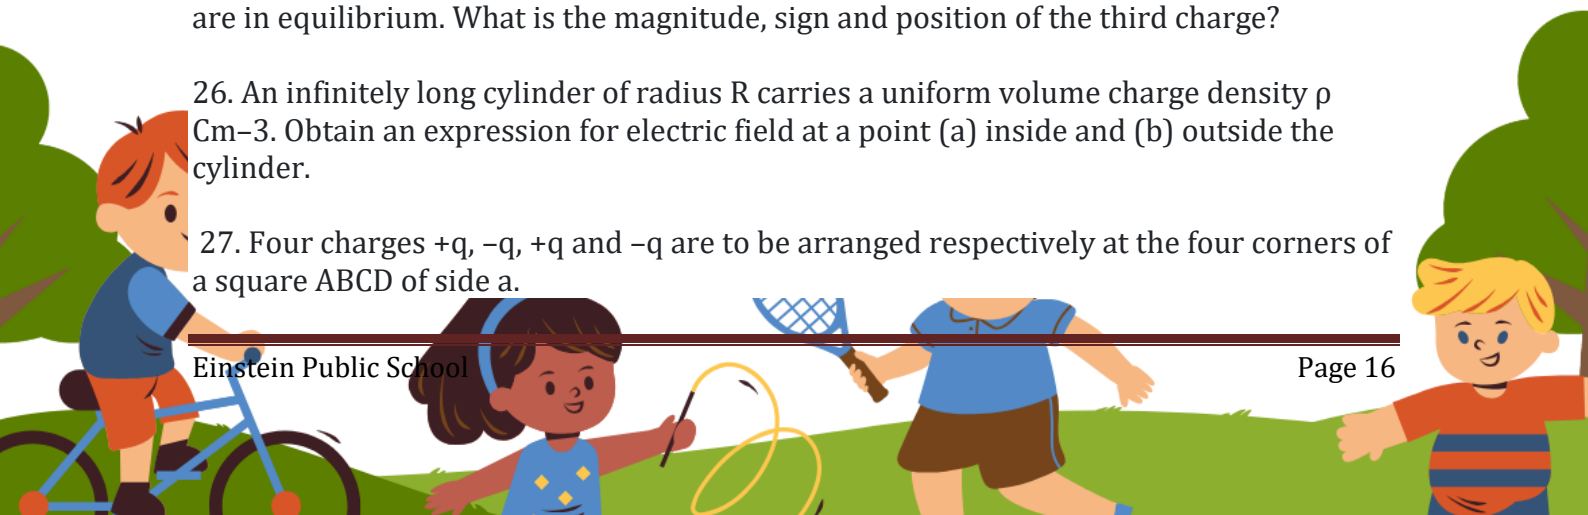 are in equilibrium. What is the magnitude, sign and position of the third charge?
26. An infinitely long cylinder of radius R carries a uniform volume charge density ρ
Cm–3. Obtain an expression for electric field at a point (a) inside and (b) outside the
cylinder.
27. Four charges +q, –q, +q and –q are to be arranged respectively at the four corners of
a square ABCD of side a.
Einstein Public School Page 16